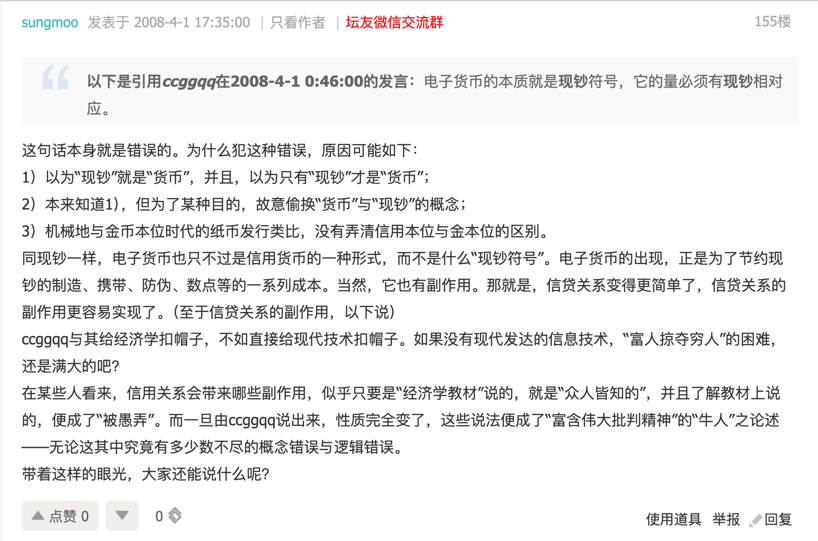 sungmoo 发表于 2008-4-1 17:35:00 | 只看作者 | 坛友微信交流群 155楼
以下是引用ccggqq在2008-4-1 0:46:00的发言：电子货币的本质就是现钞符号，它的量必须有现钞相对
应。
这句话本身就是错误的。为什么犯这种错误，原因可能如下：
1）以为“现钞”就是“货币”，并且，以为只有“现钞”才是“货币”；
2）本来知道1），但为了某种目的，故意偷换“货币”与“现钞”的概念；
3）机械地与金币本位时代的纸币发行类比，没有弄清信用本位与金本位的区别。
同现钞一样，电子货币也只不过是信用货币的一种形式，而不是什么“现钞符号”。电子货币的出现，正是为了节约现
钞的制造、携带、防伪、数点等的一系列成本。当然，它也有副作用。那就是，信贷关系变得更简单了，信贷关系的
副作用更容易实现了。（至于信贷关系的副作用，以下说）
ccggqq与其给经济学扣帽子，不如直接给现代技术扣帽子。如果没有现代发达的信息技术，“富人掠夺穷人”的困难，
还是满大的吧？
在某些人看来，信用关系会带来哪些副作用，似乎只要是“经济学教材”说的，就是“众人皆知的”，并且了解教材上说
的，便成了“被愚弄”。而一旦由ccggqq说出来，性质完全变了，这些说法便成了“富含伟大批判精神”的“牛人”之论述
——无论这其中究竟有多少数不尽的概念错误与逻辑错误。
带着这样的眼光，大家还能说什么呢？
点赞 0 0 使用道具 举报 回复